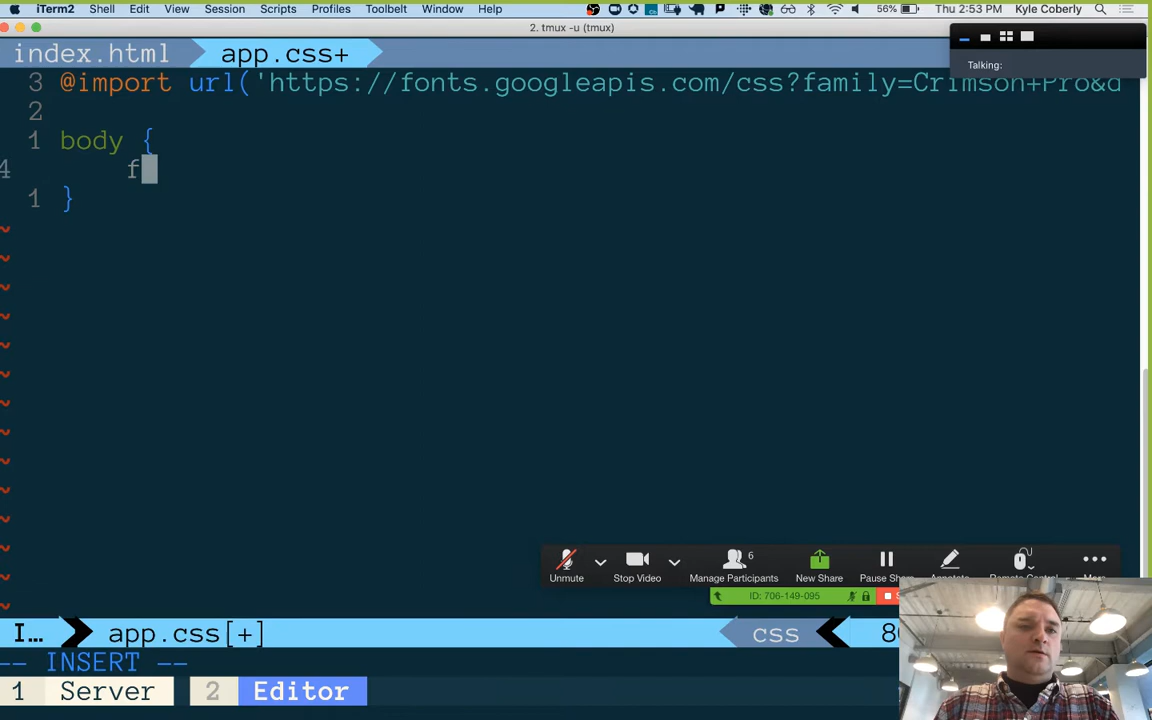 iTerm2 Shell Edit View Session Scripts Profiles Toolbelt Window Help 56% Thu 2:53 PM Kyle Coberly
2. tmux -u (tmux)
index.html app.css+
Talking:
3 @import url('https://fonts.googleapis.com/css?family=Crimson+Pro&d
2
1 body {
4 f
1 }
~
~
~
~
~
~
~
~
~
~
~
~
~
~
6
Unmute Stop Video Manage Participants New Share Pause Share Annotate Remote Control More
ID: 706-149-095
I... app.css[+] css
-- INSERT --
1 Server 2 Editor